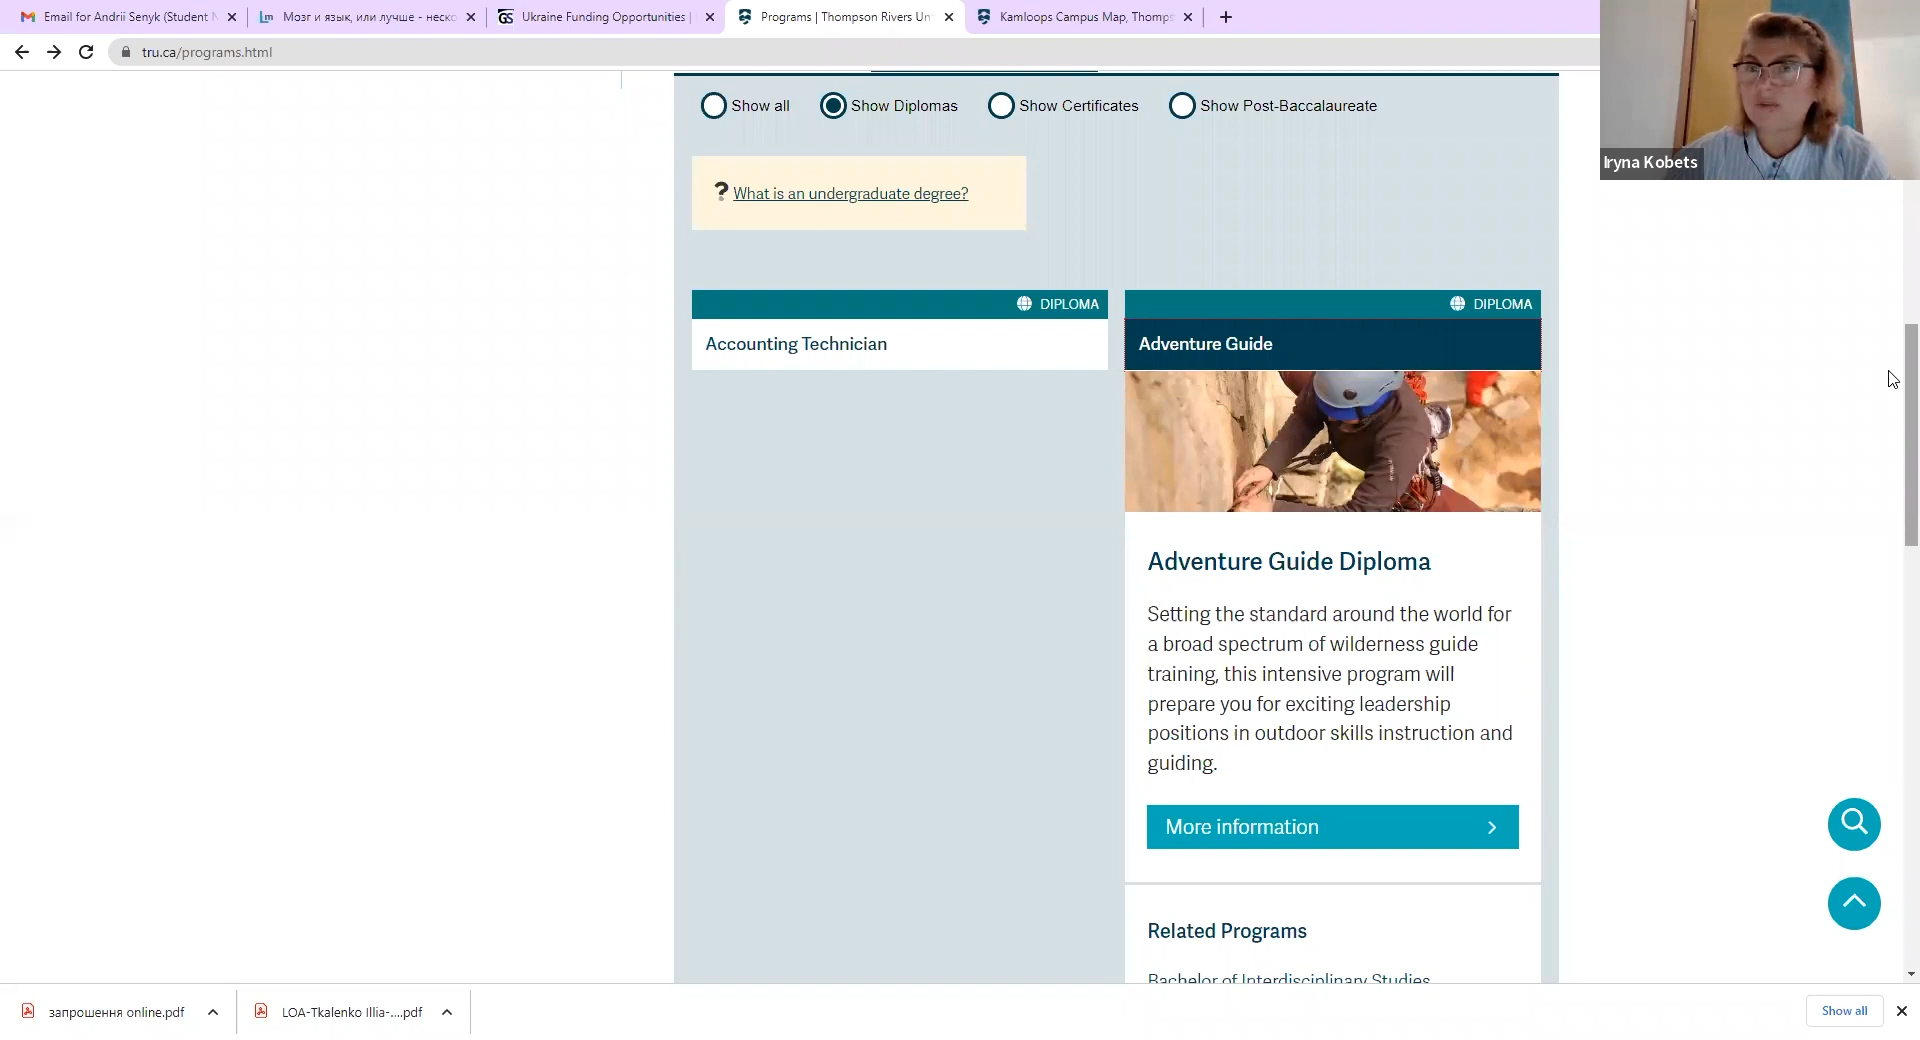 Email for Andrii Senyk (Student N
Мозг и язык, или лучше - неско
Ukraine Funding Opportunities |
Programs | Thompson Rivers Un
Kamloops Campus Map, Thomps
tru.ca/programs.html
Show all
Show Diplomas
Show Certificates
Show Post-Baccalaureate
Iryna Kobets
? What is an undergraduate degree?
DIPLOMA
Accounting Technician
DIPLOMA
Adventure Guide
Adventure Guide Diploma
Setting the standard around the world for
a broad spectrum of wilderness guide
training, this intensive program will
prepare you for exciting leadership
positions in outdoor skills instruction and
guiding.
More information
Related Programs
Bachelor of Interdisciplinary Studies
запрошення online.pdf
LOA-Tkalenko Illia-....pdf
Show all